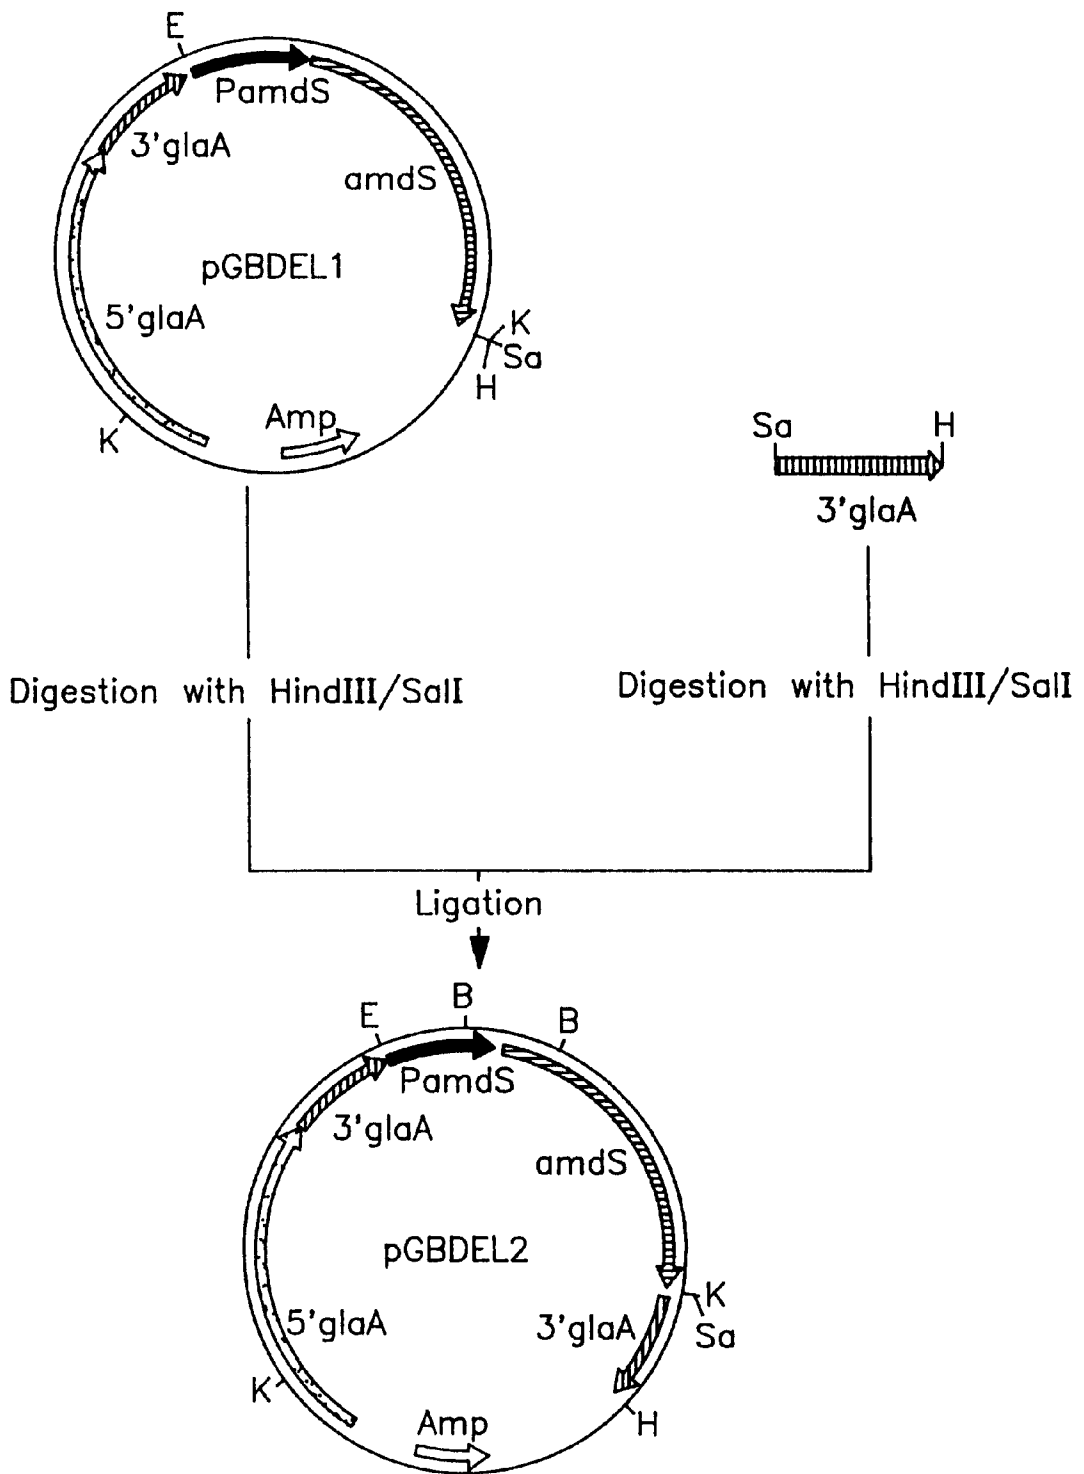 E
PamdS
3'glaA
amdS
pGBDEL1
5'glaA
K
Sa
H
Amp
K
Sa
H
3'glaA
Digestion with HindIII/SalI
Digestion with HindIII/SalI
Ligation
B
E
B
PamdS
3'glaA
amdS
pGBDEL2
K
5'glaA
3'glaA
Sa
K
Amp
H